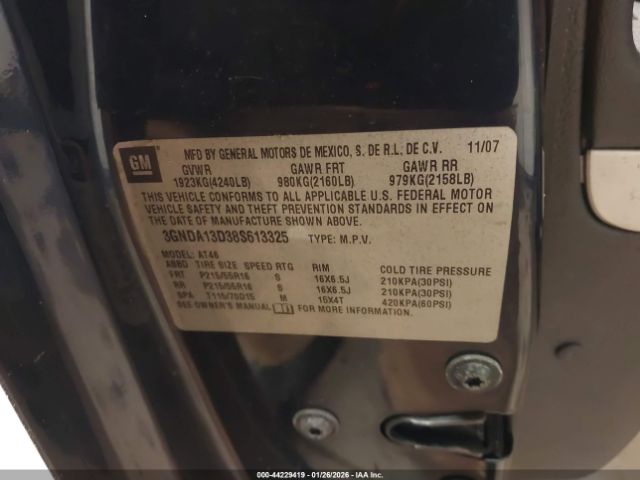 GM
MFD BY GENERAL MOTORS DE MEXICO, S. DE R.L. DE C.V. 11/07
GVWR GAWR FRT GAWR RR
1923KG(4240LB) 980KG(2160LB) 979KG(2158LB)
THIS VEHICLE CONFORMS TO ALL APPLICABLE U.S. FEDERAL MOTOR
VEHICLE SAFETY AND THEFT PREVENTION STANDARDS IN EFFECT ON
THE DATE OF MANUFACTURE SHOWN ABOVE.
3GNDA13D38S613325 TYPE: M.P.V.
MODEL: AT46
ABBD TIRE SIZE SPEED RTG RIM COLD TIRE PRESSURE
FRT P215/55R16 S 16X6.5J 210KPA(30PSI)
RR P215/55R16 S 16X6.5J 210KPA(30PSI)
SPA T115/70D15 M 15X4T 420KPA(60PSI)
SEE OWNER'S MANUAL FOR MORE INFORMATION.
000-44229419 | 01/26/2026 | IAAI.COM